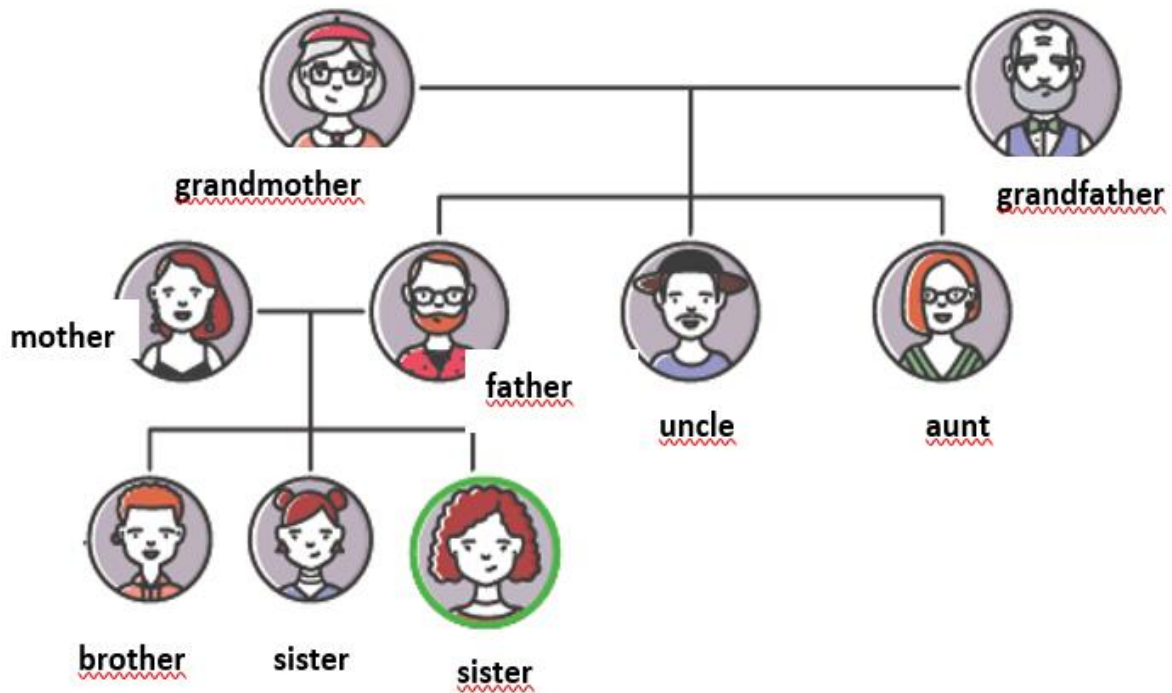 grandmother
grandfather
mother
father
uncle
aunt
brother
sister
sister